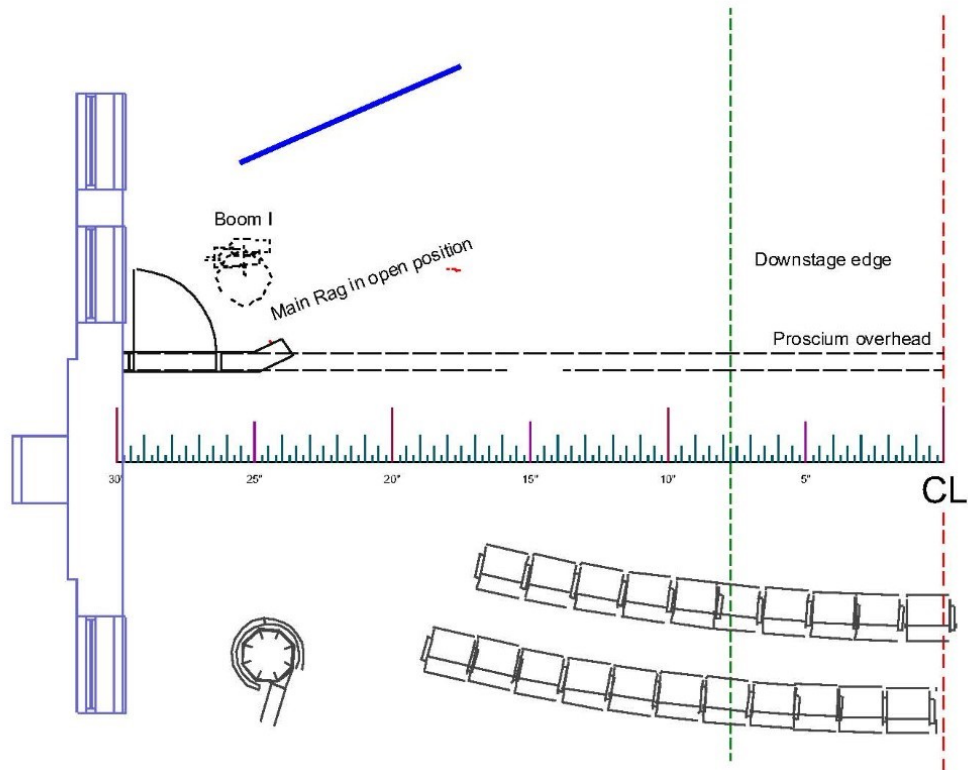 Boom I
Main Rag in open position
Downstage edge
Proscium overhead
30'
25"
20"
15"
10"
5"
CL